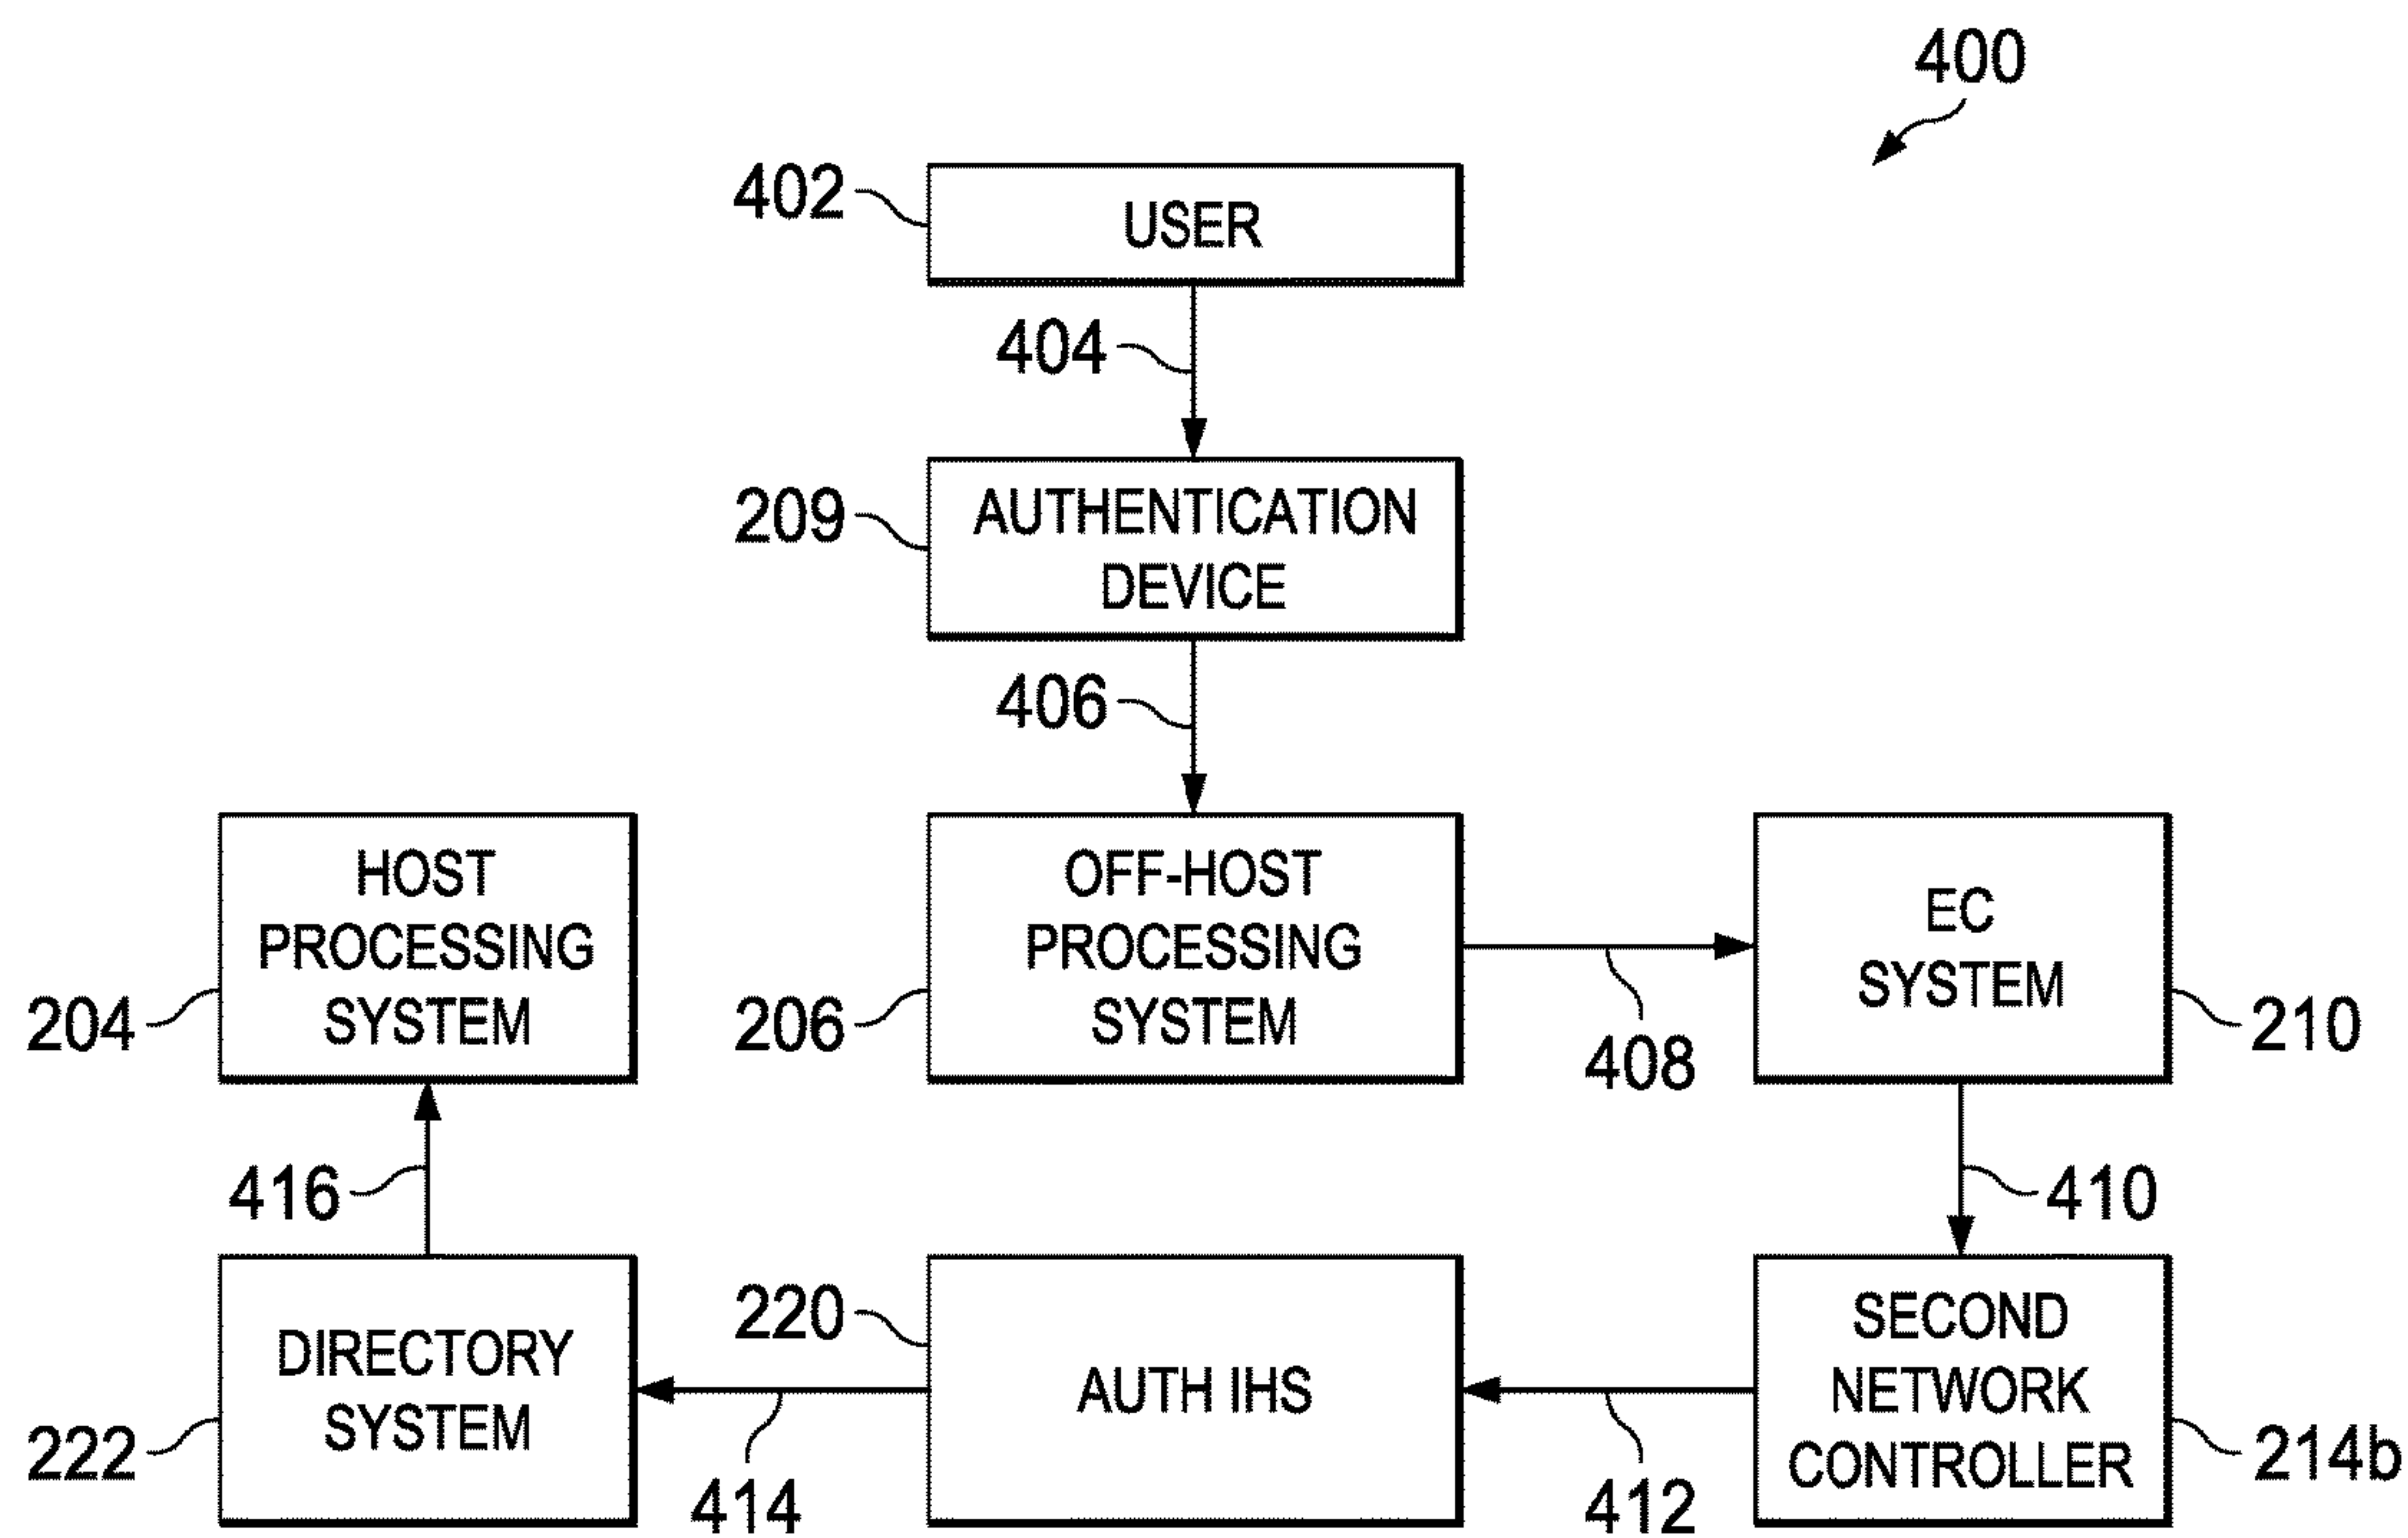 400
402
USER
404
209
AUTHENTICATION
DEVICE
406
HOST
PROCESSING
SYSTEM
204
OFF-HOST
PROCESSING
SYSTEM
206
408
EC
SYSTEM
210
416
410
DIRECTORY
SYSTEM
222
414
220
AUTH IHS
412
SECOND
NETWORK
CONTROLLER
214b